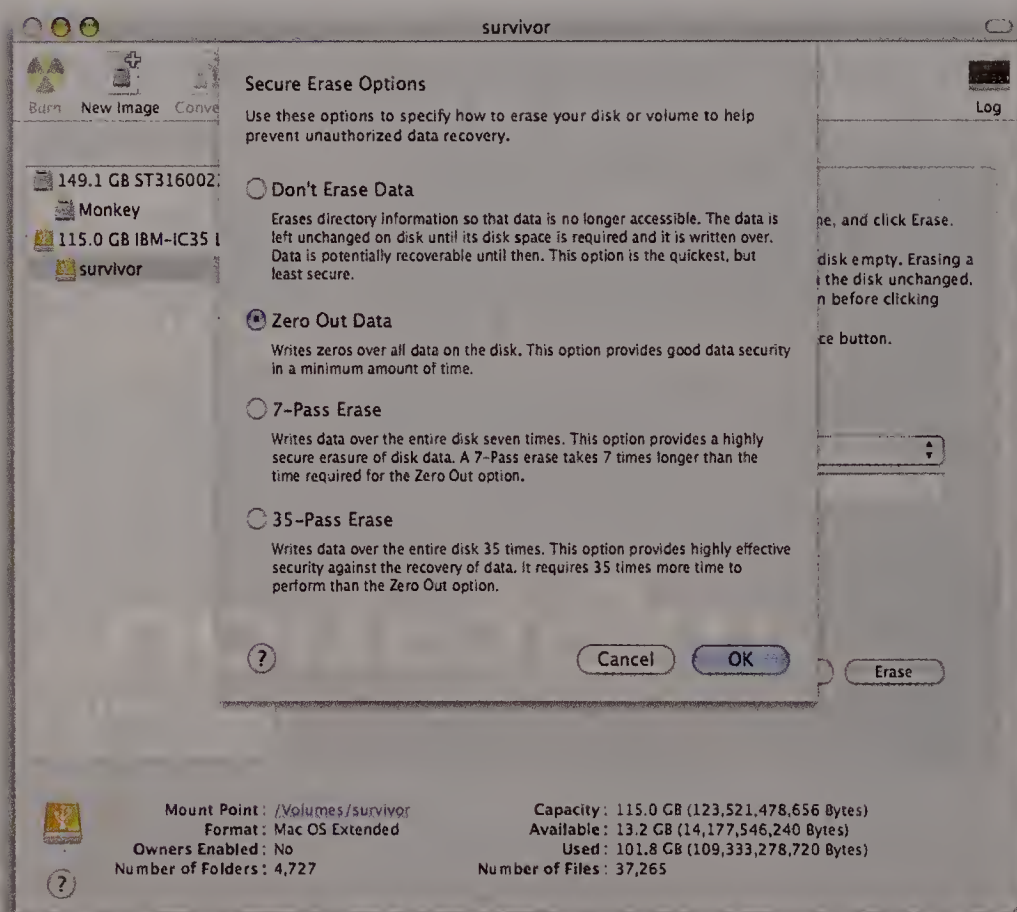 survivor
Burn New Image Conve
Log
Secure Erase Options
Use these options to specify how to erase your disk or volume to help
prevent unauthorized data recovery.
149.1 GB ST316002
Monkey
115.0 GB IBM-IC35 L
survivor
Don't Erase Data
Erases directory information so that data is no longer accessible. The data is
left unchanged on disk until its disk space is required and it is written over.
Data is potentially recoverable until then. This option is the quickest, but
least secure.
Zero Out Data
Writes zeros over all data on the disk. This option provides good data security
in a minimum amount of time.
7-Pass Erase
Writes data over the entire disk seven times. This option provides a highly
secure erasure of disk data. A 7-Pass erase takes 7 times longer than the
time required for the Zero Out option.
35-Pass Erase
Writes data over the entire disk 35 times. This option provides highly effective
security against the recovery of data. It requires 35 times more time to
perform than the Zero Out option.
? Cancel OK
ne, and click Erase.
disk empty. Erasing a
the disk unchanged.
n before clicking
ce button.
Erase
Mount Point: /Volumes/survivor
Format: Mac OS Extended
Owners Enabled: No
Number of Folders: 4,727
Capacity: 115.0 GB (123,521,478,656 Bytes)
Available: 13.2 GB (14,177,546,240 Bytes)
Used: 101.8 GB (109,333,278,720 Bytes)
Number of Files: 37,265
?